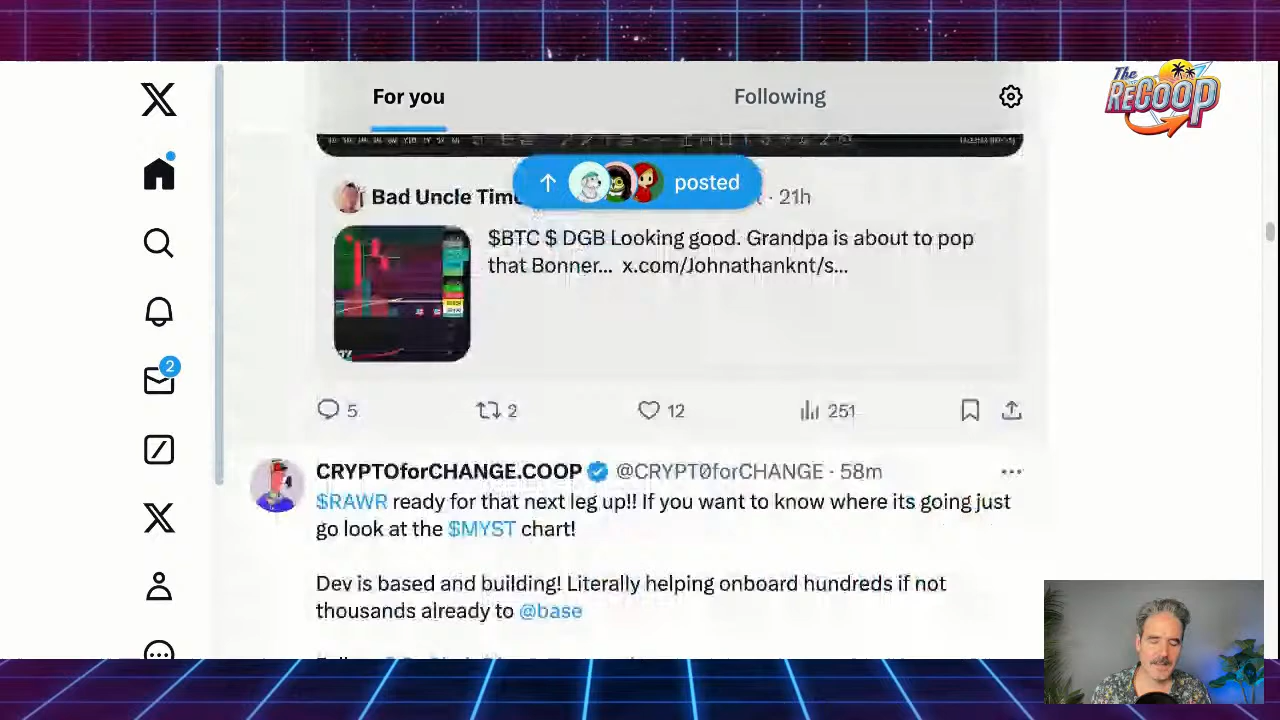 The
RECOOP
For you
Following
posted
Bad Uncle Tim
· 21h
$BTC $ DGB Looking good. Grandpa is about to pop
that Bonner... x.com/Johnathanknt/s...
2
5
2
12
251
CRYPTOforCHANGE.COOP @CRYPT0forCHANGE · 58m
$RAWR ready for that next leg up!! If you want to know where its going just
go look at the $MYST chart!
Dev is based and building! Literally helping onboard hundreds if not
thousands already to @base